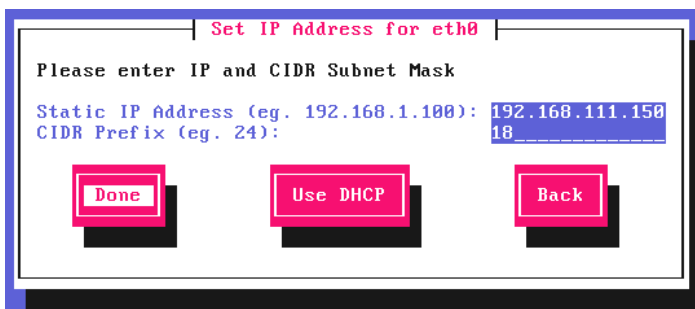 Set IP Address for eth0
Please enter IP and CIDR Subnet Mask
Static IP Address (eg. 192.168.1.100): 192.168.111.150
CIDR Prefix (eg. 24): 18_____________
Done Use DHCP Back